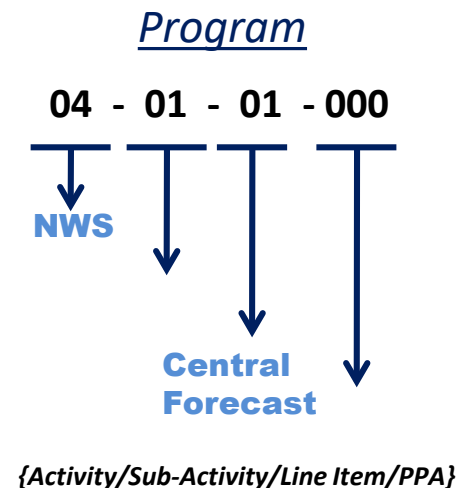 Program
04 - 01 - 01 - 000
NWS
Central
Forecast
{Activity/Sub-Activity/Line Item/PPA}